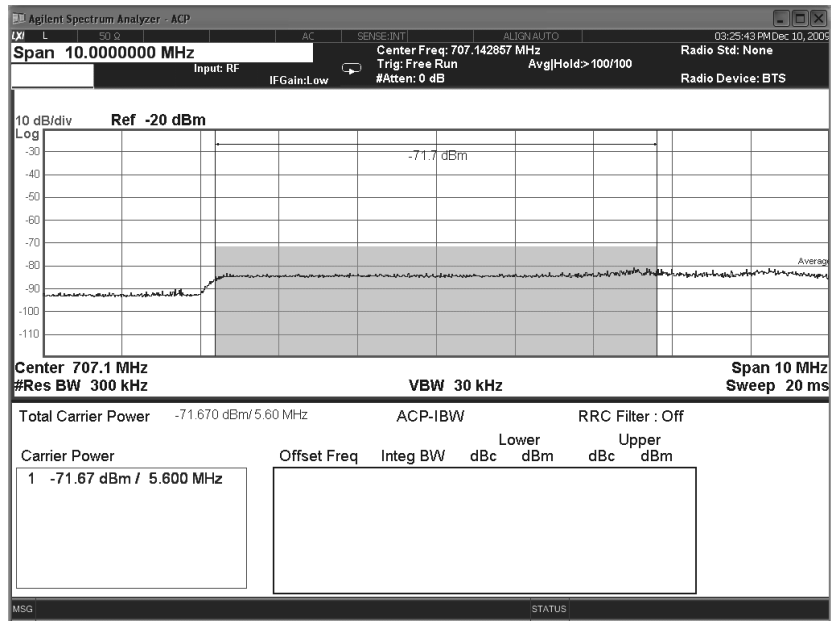 Agilent Spectrum Analyzer - ACP
LXI L 50 Ω AC SENSE:INT ALIGN AUTO 03:25:43 PM Dec 10, 2009
Span 10.0000000 MHz
Input: RF
IFGain:Low
Center Freq: 707.142857 MHz
Trig: Free Run Avg|Hold:>100/100
#Atten: 0 dB
Radio Std: None
Radio Device: BTS
10 dB/div Ref -20 dBm
Log
-30
-71.7 dBm
-40
-50
-60
-70
-80
Average
-90
-100
-110
Center 707.1 MHz Span 10 MHz
#Res BW 300 kHz VBW 30 kHz Sweep 20 ms
Total Carrier Power -71.670 dBm/ 5.60 MHz ACP-IBW RRC Filter : Off
Lower Upper
Carrier Power Offset Freq Integ BW dBc dBm dBc dBm
1 -71.67 dBm / 5.600 MHz
MSG STATUS